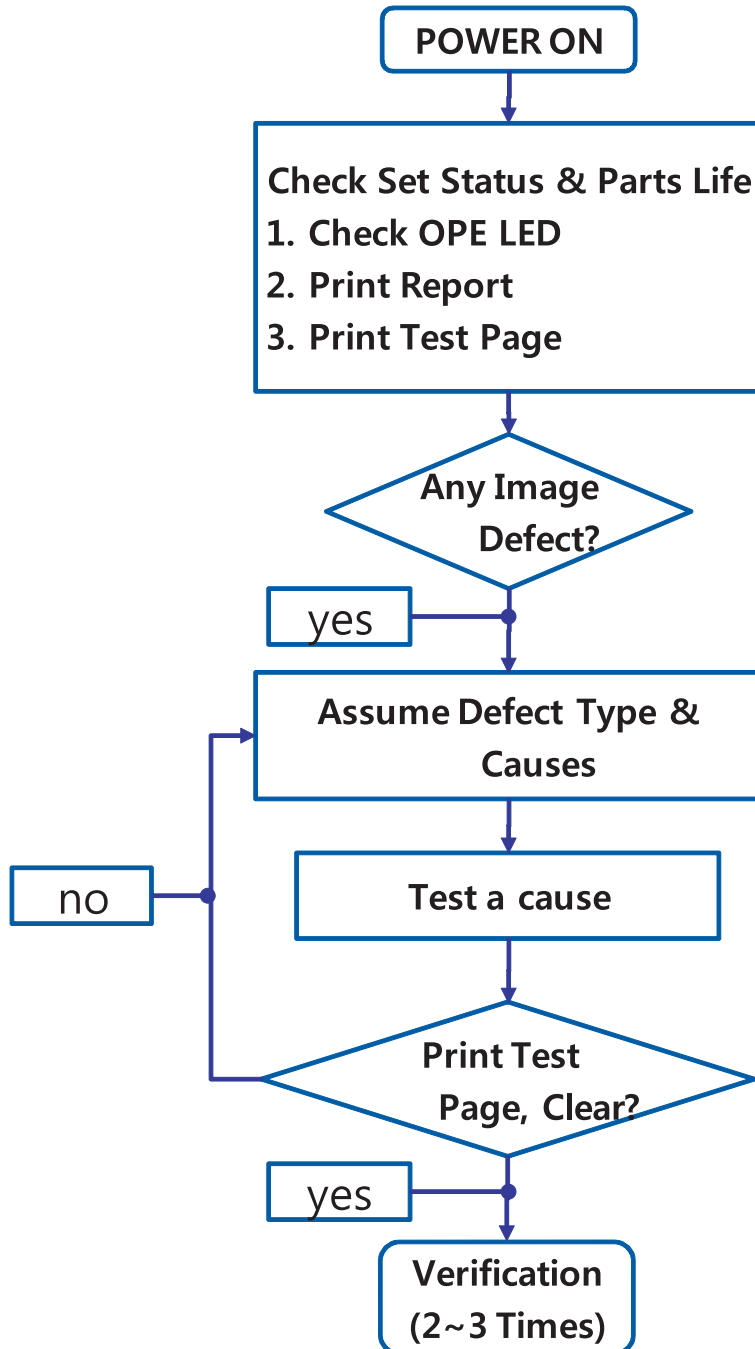 POWER ON
Check Set Status & Parts Life
1. Check OPE LED
2. Print Report
3. Print Test Page
Any Image
Defect?
yes
Assume Defect Type &
Causes
no
Test a cause
Print Test
Page, Clear?
yes
Verification
(2~3 Times)